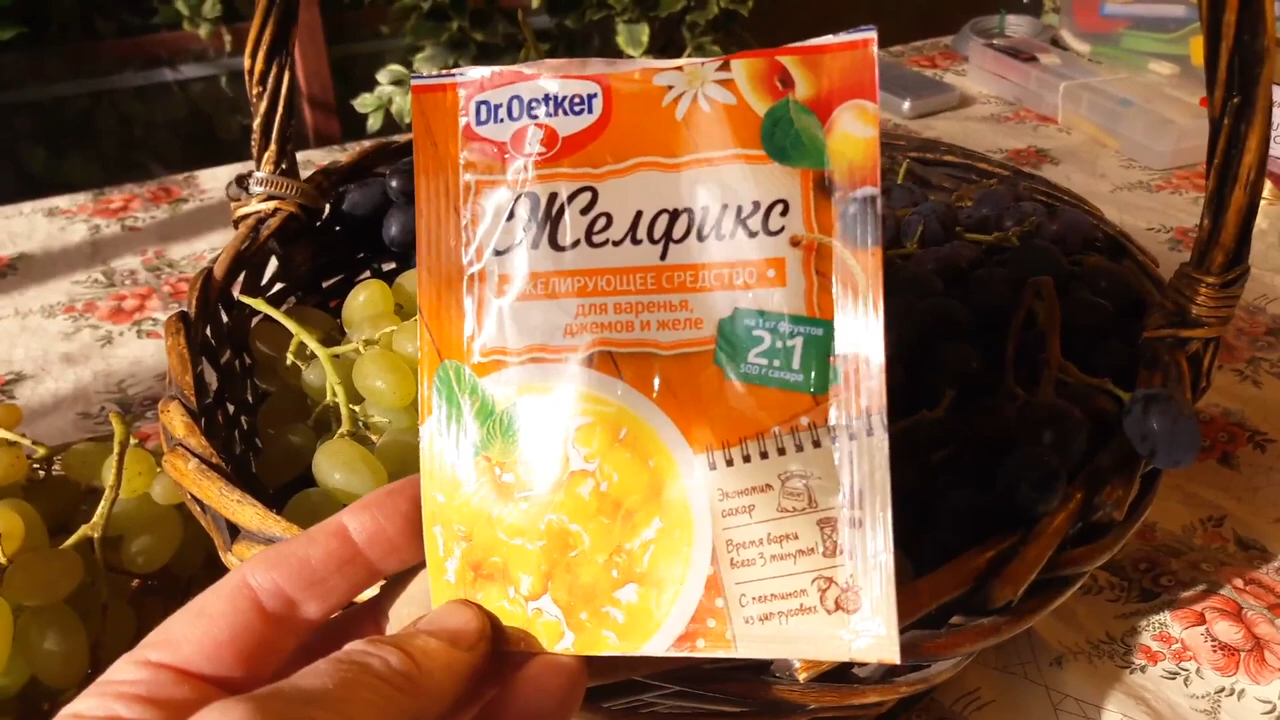 Dr.Oetker
Желфикс
ЖЕЛИРУЮЩЕЕ СРЕДСТВО
для варенья,
джемов и желе
на 1 кг фруктов
2:1
500 г сахара
Экономит
сахар
Время варки
всего 3 минуты!
С пектином
из цитрусовых